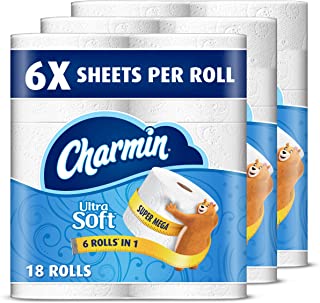 6X SHEETS PER ROLL
Charmin
Ultra
Soft
SUPER MEGA
6 ROLLS IN 1
18 ROLLS